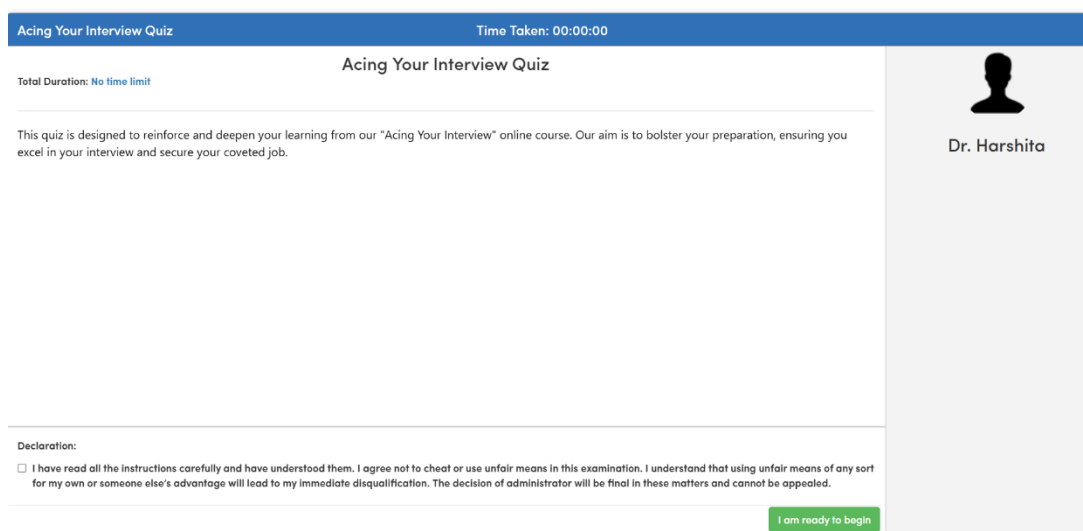 Acing Your Interview Quiz
Time Taken: 00:00:00
Acing Your Interview Quiz
Total Duration: No time limit
This quiz is designed to reinforce and deepen your learning from our "Acing Your Interview" online course. Our aim is to bolster your preparation, ensuring you
excel in your interview and secure your coveted job.
Dr. Harshita
Declaration:
I have read all the instructions carefully and have understood them. I agree not to cheat or use unfair means in this examination. I understand that using unfair means of any sort
for my own or someone else's advantage will lead to my immediate disqualification. The decision of administrator will be final in these matters and cannot be appealed.
I am ready to begin